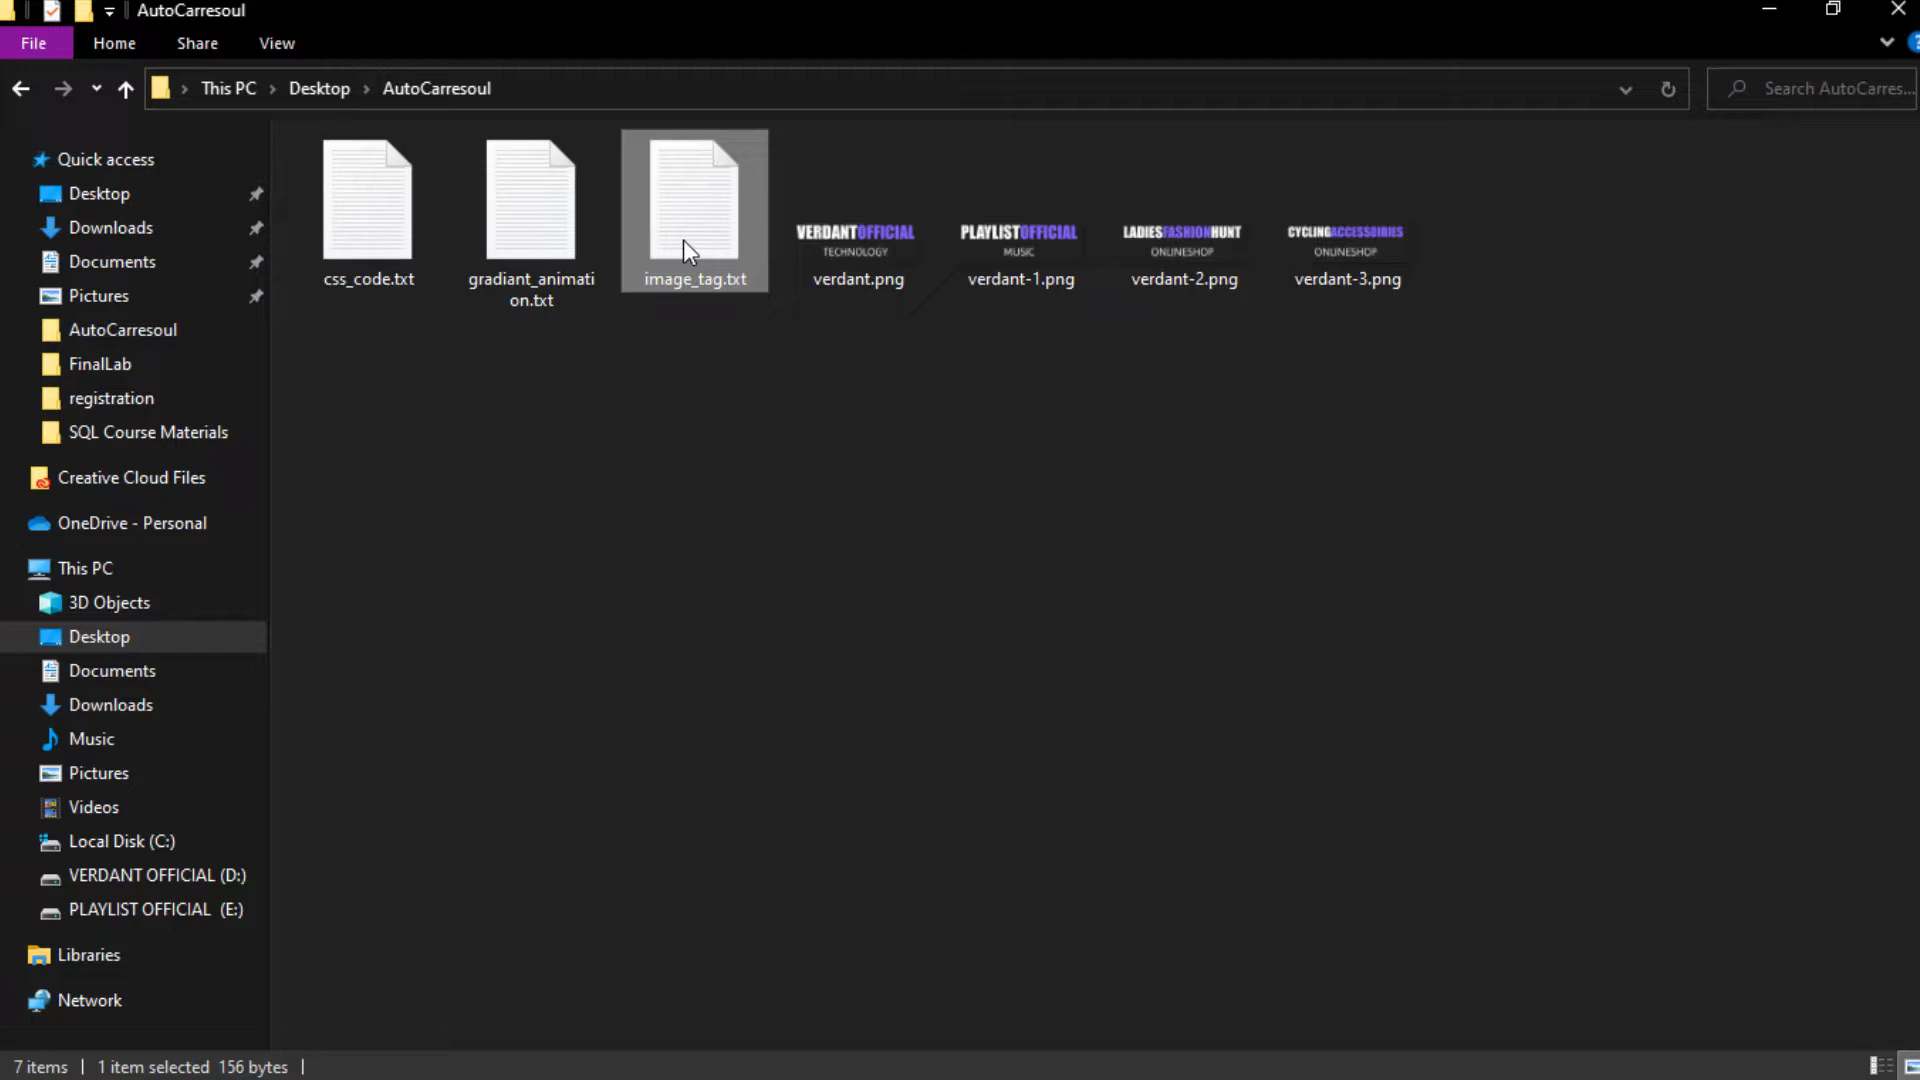 AutoCarresoul
File
Home
Share
View
This PC
Desktop
AutoCarresoul
Search AutoCarres...
Quick access
Desktop
Downloads
Documents
Pictures
AutoCarresoul
FinalLab
registration
SQL Course Materials
Creative Cloud Files
OneDrive - Personal
This PC
3D Objects
Desktop
Documents
Downloads
Music
Pictures
Videos
Local Disk (C:)
VERDANT OFFICIAL (D:)
PLAYLIST OFFICIAL (E:)
Libraries
Network
css_code.txt
gradiant_animati
on.txt
image_tag.txt
VERDANTOFFICIAL
TECHNOLOGY
verdant.png
PLAYLISTOFFICIAL
MUSIC
verdant-1.png
LADIESFASHIONHUNT
ONLINESHOP
verdant-2.png
CYCLINGACCESSOIRIES
ONLINESHOP
verdant-3.png
7 items
1 item selected 156 bytes